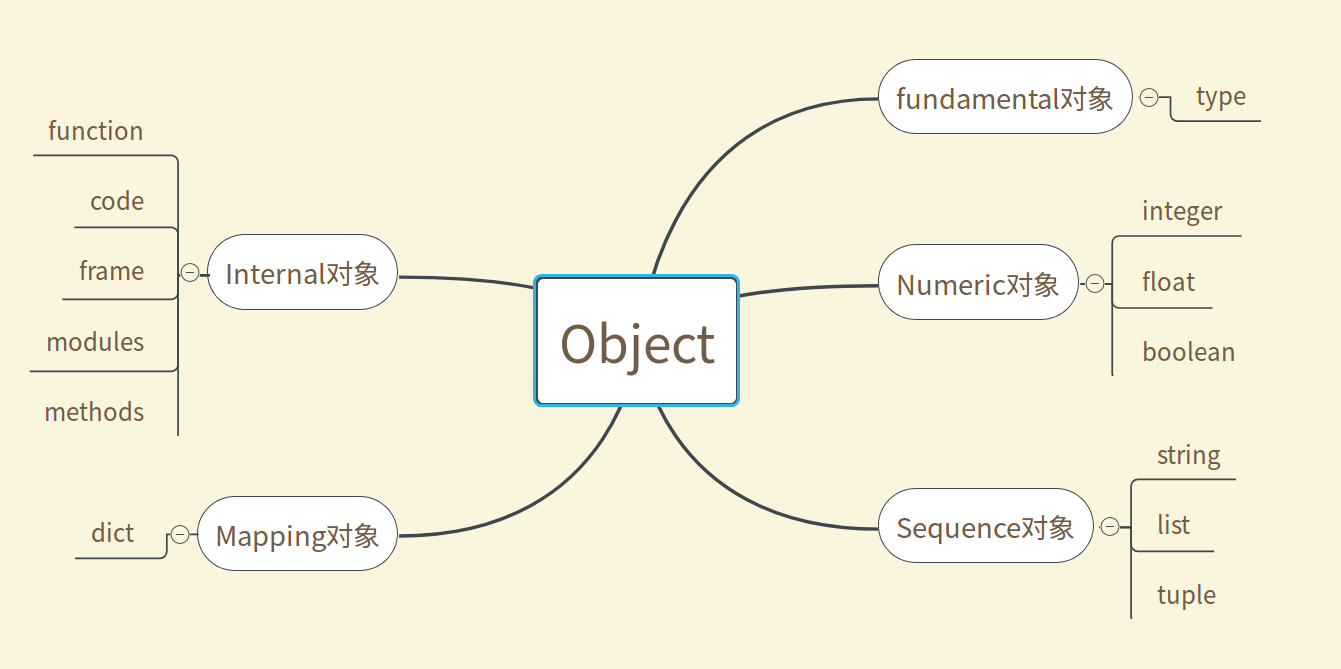 Object
fundamental对象
type
Numeric对象
integer
float
boolean
Sequence对象
string
list
tuple
Internal对象
function
code
frame
modules
methods
Mapping对象
dict